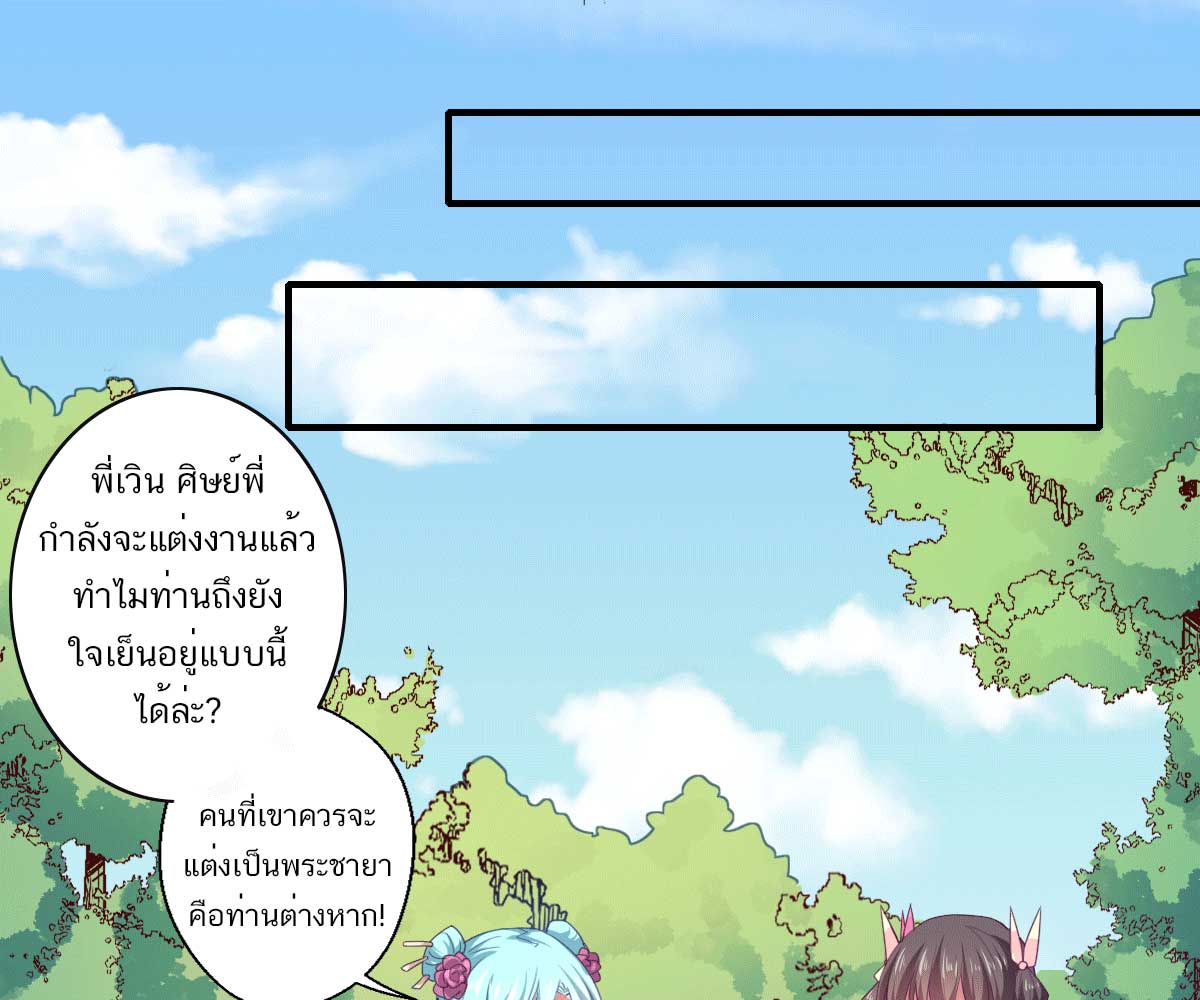 พี่เวิน ศิษย์พี่
กำลังจะแต่งงานแล้ว
ทำไมท่านถึงยัง
ใจเย็นอยู่แบบนี้
ได้ล่ะ?
คนที่เขาควรจะ
แต่งเป็นพระชายา
คือท่านต่างหาก!